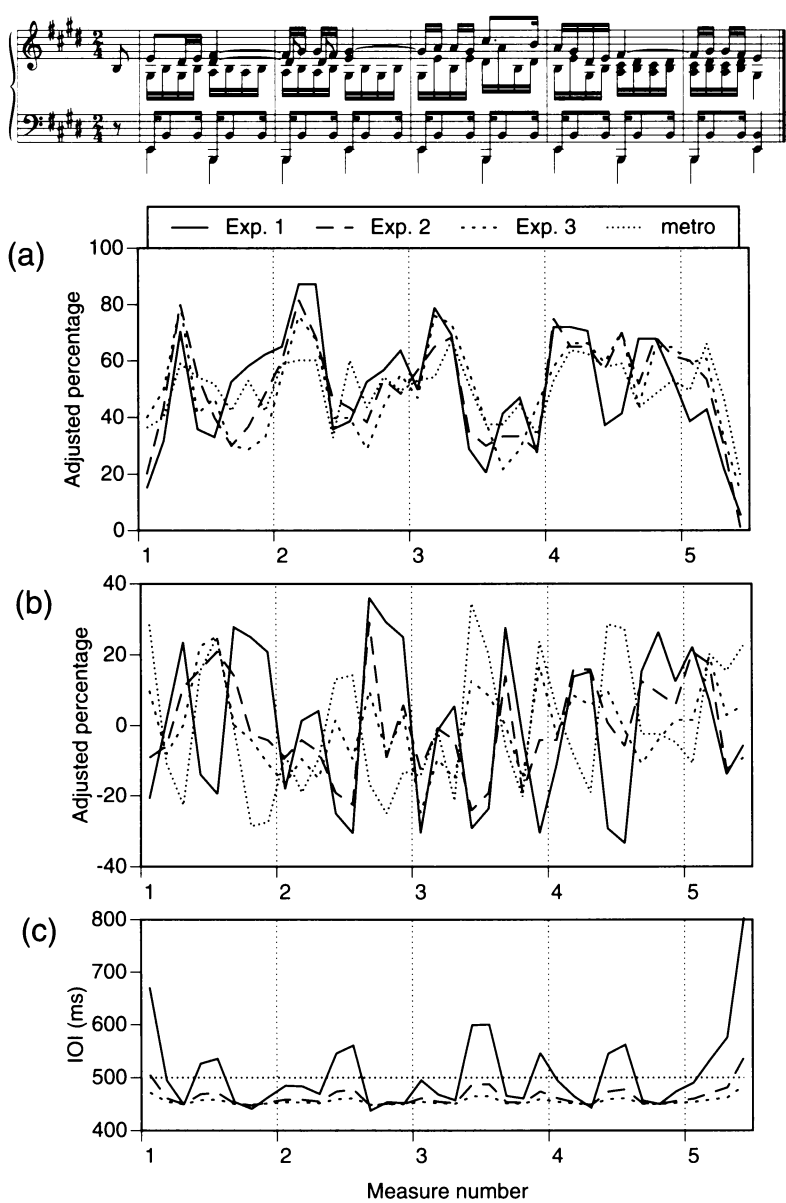 2 2
4 4
Exp. 1 Exp. 2 Exp. 3 metro
(a)
100
80
60
40
20
0
Adjusted percentage
1 2 3 4 5
(b)
40
20
0
-20
-40
Adjusted percentage
1 2 3 4 5
(c)
800
700
600
500
400
IOI (ms)
1 2 3 4 5
Measure number